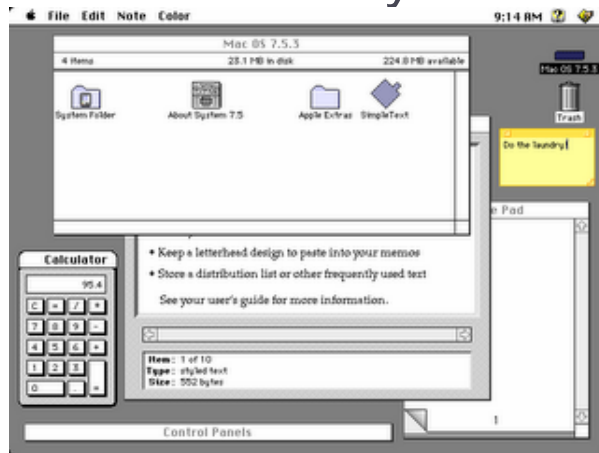 File Edit Note Color 9:14 AM
Mac OS 7.5.3
4 items 23.1 MB in disk 224.8 MB available
System Folder About System 7.5 Apple Extras SimpleText
Mac OS 7.5.3
Trash
Do the laundry
e Pad
• Keep a letterhead design to paste into your memos
• Store a distribution list or other frequently used text
See your user's guide for more information.
Item: 1 of 10
Type: styled text
Size: 552 bytes
Calculator
95.4
C = / *
7 8 9 -
4 5 6 +
1 2 3
0 . =
1
Control Panels